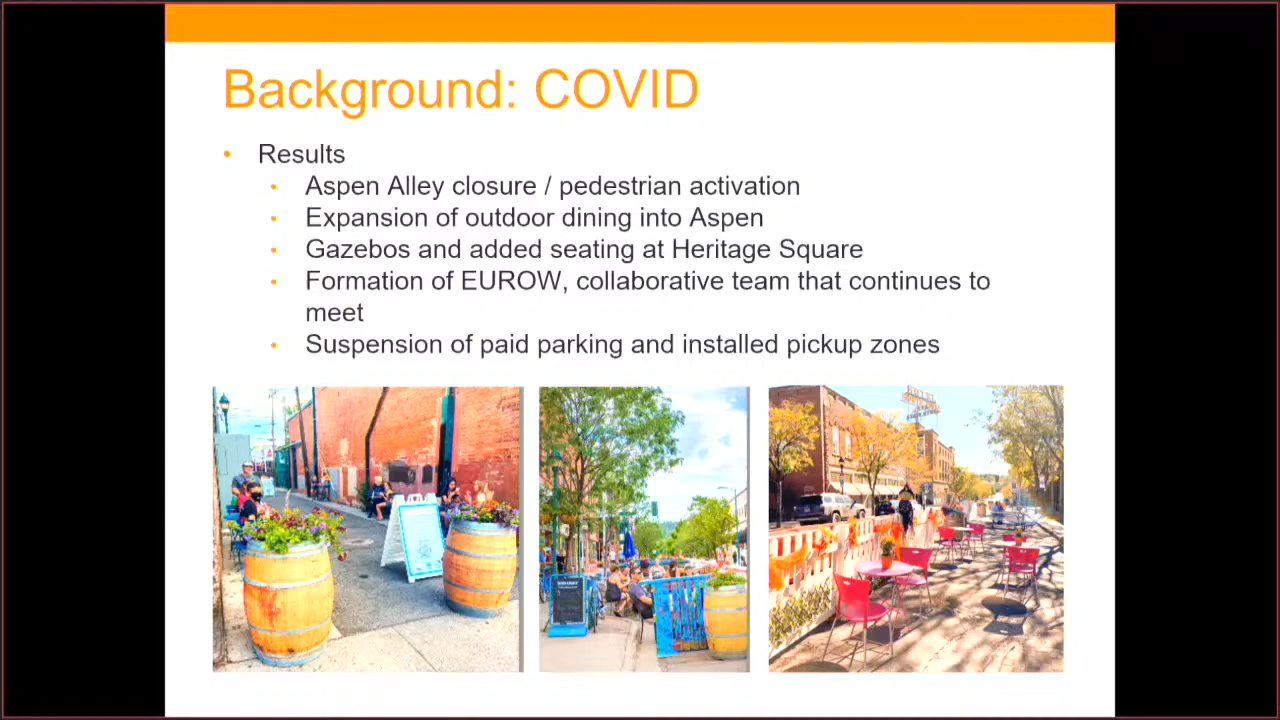 Background: COVID
• Results
• Aspen Alley closure / pedestrian activation
• Expansion of outdoor dining into Aspen
• Gazebos and added seating at Heritage Square
• Formation of EUROW, collaborative team that continues to
meet
• Suspension of paid parking and installed pickup zones